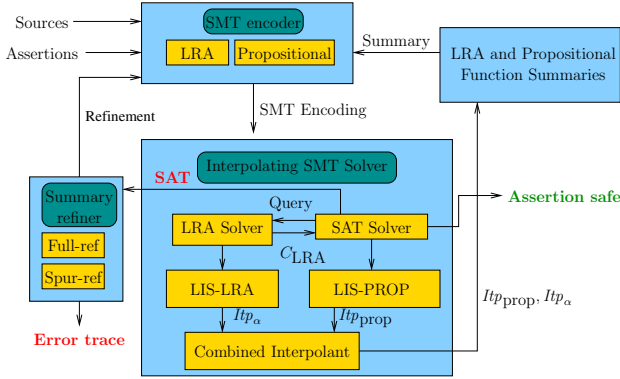 Sources
SMT encoder
Assertions
LRA
Propositional
Summary
LRA and Propositional
Function Summaries
Refinement
SMT Encoding
Interpolating SMT Solver
SAT
Summary
refiner
Full-ref
Spur-ref
Error trace
Query
LRA Solver
SAT Solver
C_LRA
Assertion safe
LIS-LRA
LIS-PROP
Itp_α
Itp_prop
Combined Interpolant
Itp_prop, Itp_α